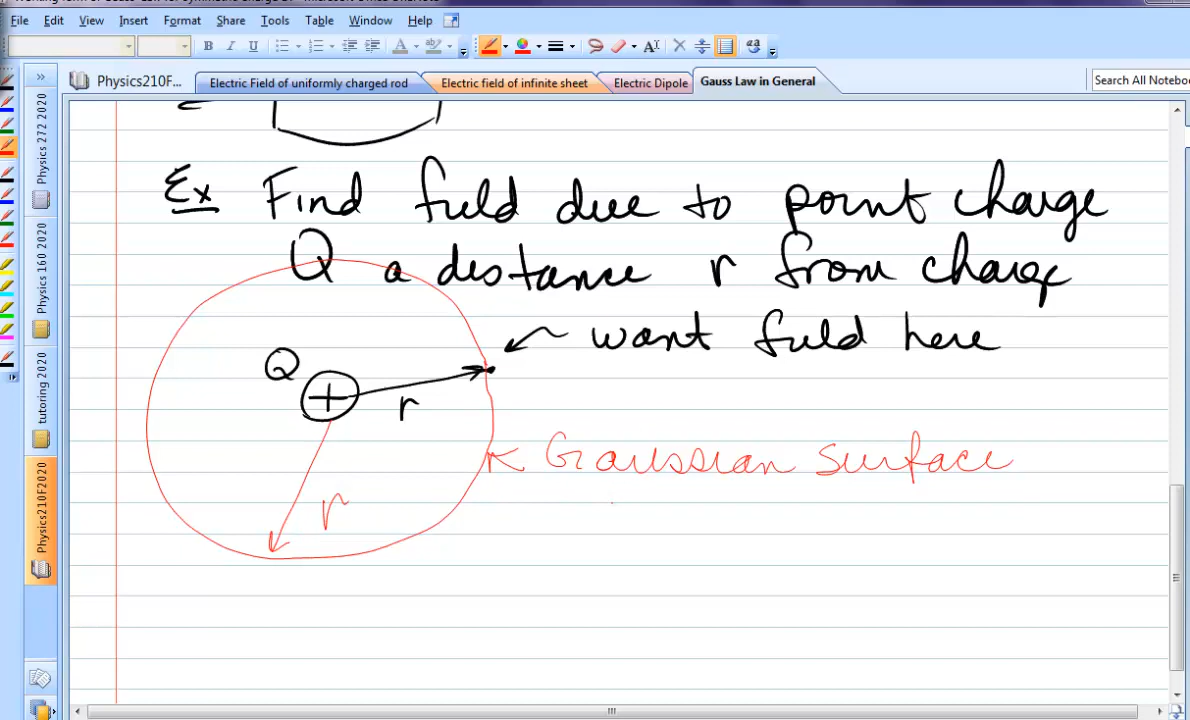 File Edit View Insert Format Share Tools Table Window Help
B I U
Physics210F... Electric Field of uniformly charged rod Electric field of infinite sheet Electric Dipole Gauss Law in General Search All Notebo
Physics 272 2020
Physics 160 2020
tutoring 2020
Physics210F2020
Ex Find field due to point charge
Q a distance r from charge
want field here
Q
+
r
Gaussian surface
r